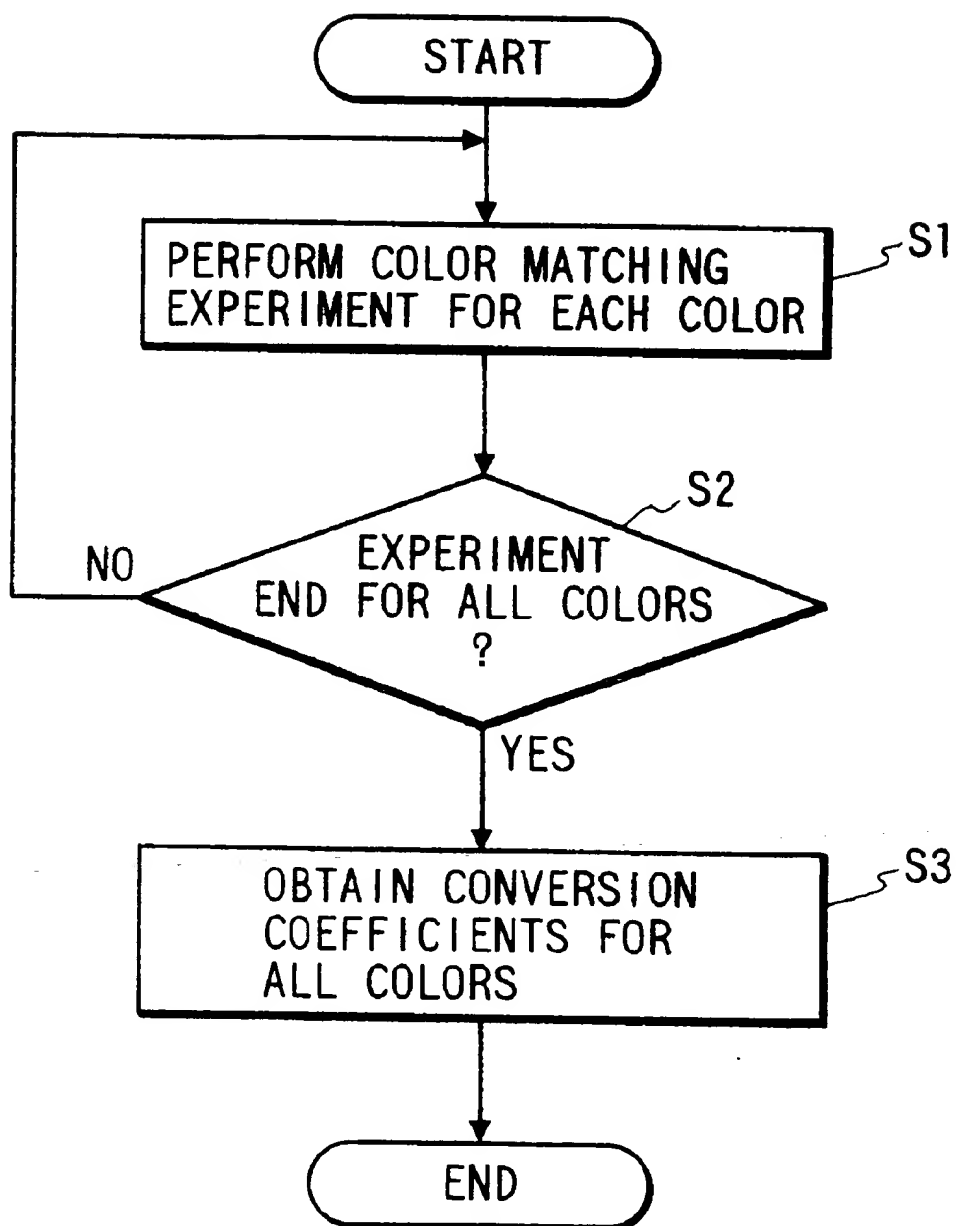 START
PERFORM COLOR MATCHING
EXPERIMENT FOR EACH COLOR
S1
S2
EXPERIMENT
END FOR ALL COLORS
?
NO
YES
OBTAIN CONVERSION
COEFFICIENTS FOR
ALL COLORS
S3
END